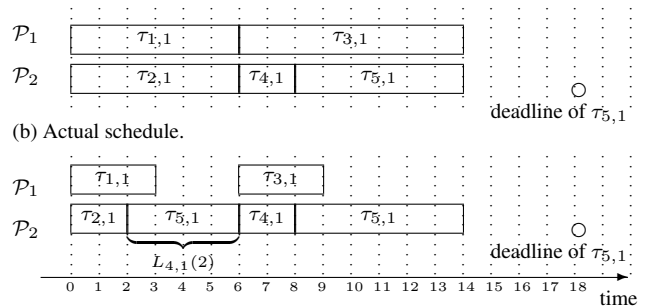 𝒫₁ τ₁,₁ τ₃,₁
𝒫₂ τ₂,₁ τ₄,₁ τ₅,₁
deadline of τ₅,₁
(b) Actual schedule.
𝒫₁ τ₁,₁ τ₃,₁
𝒫₂ τ₂,₁ τ₅,₁ τ₄,₁ τ₅,₁
deadline of τ₅,₁
L₄,₁(2)
0 1 2 3 4 5 6 7 8 9 10 11 12 13 14 15 16 17 18 time